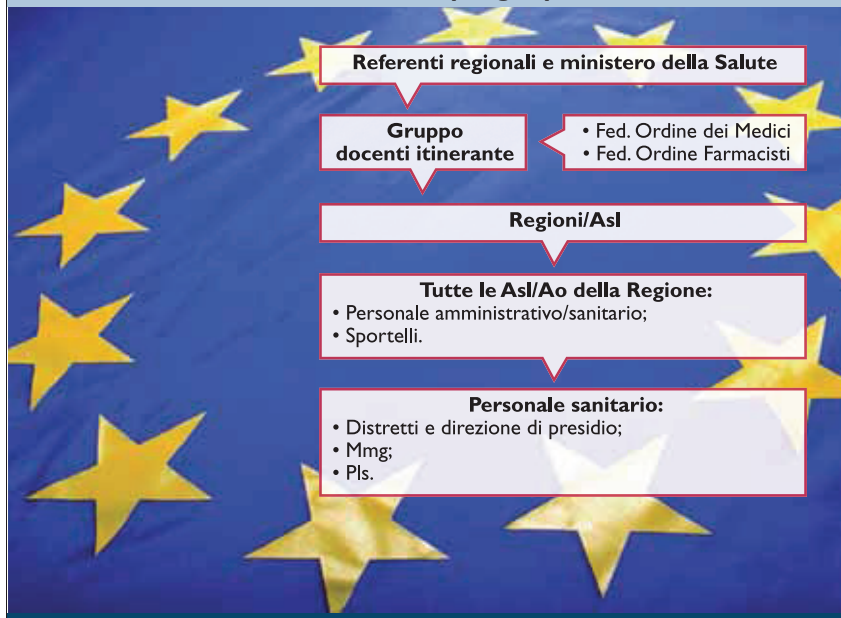 Referenti regionali e ministero della Salute
Gruppo
docenti itinerante
• Fed. Ordine dei Medici
• Fed. Ordine Farmacisti
Regioni/Asl
Tutte le Asl/Ao della Regione:
• Personale amministrativo/sanitario;
• Sportelli.
Personale sanitario:
• Distretti e direzione di presidio;
• Mmg;
• Pls.